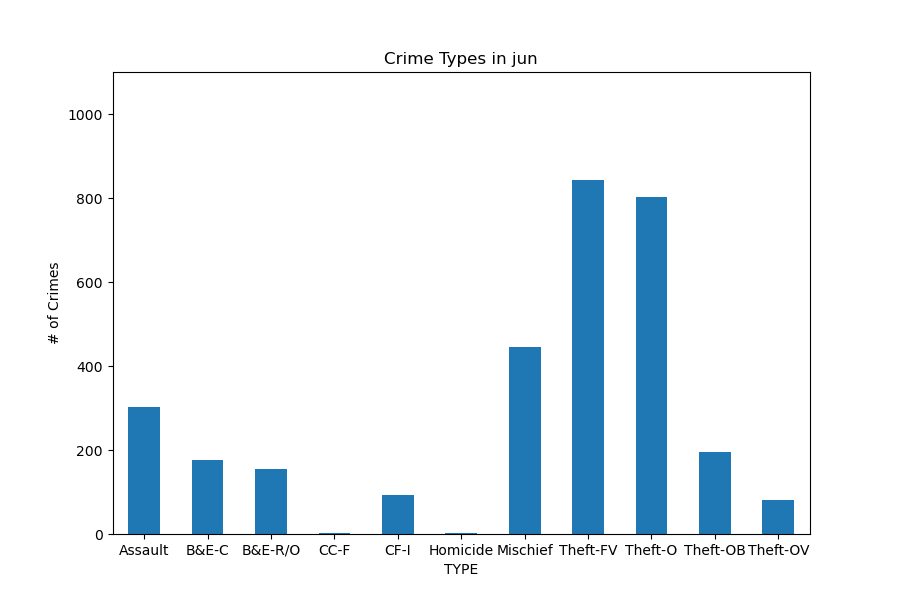 Crime Types in jun
1000
800
600
400
200
0
# of Crimes
Assault B&E-C B&E-R/O CC-F CF-I Homicide Mischief Theft-FV Theft-O Theft-OB Theft-OV
TYPE